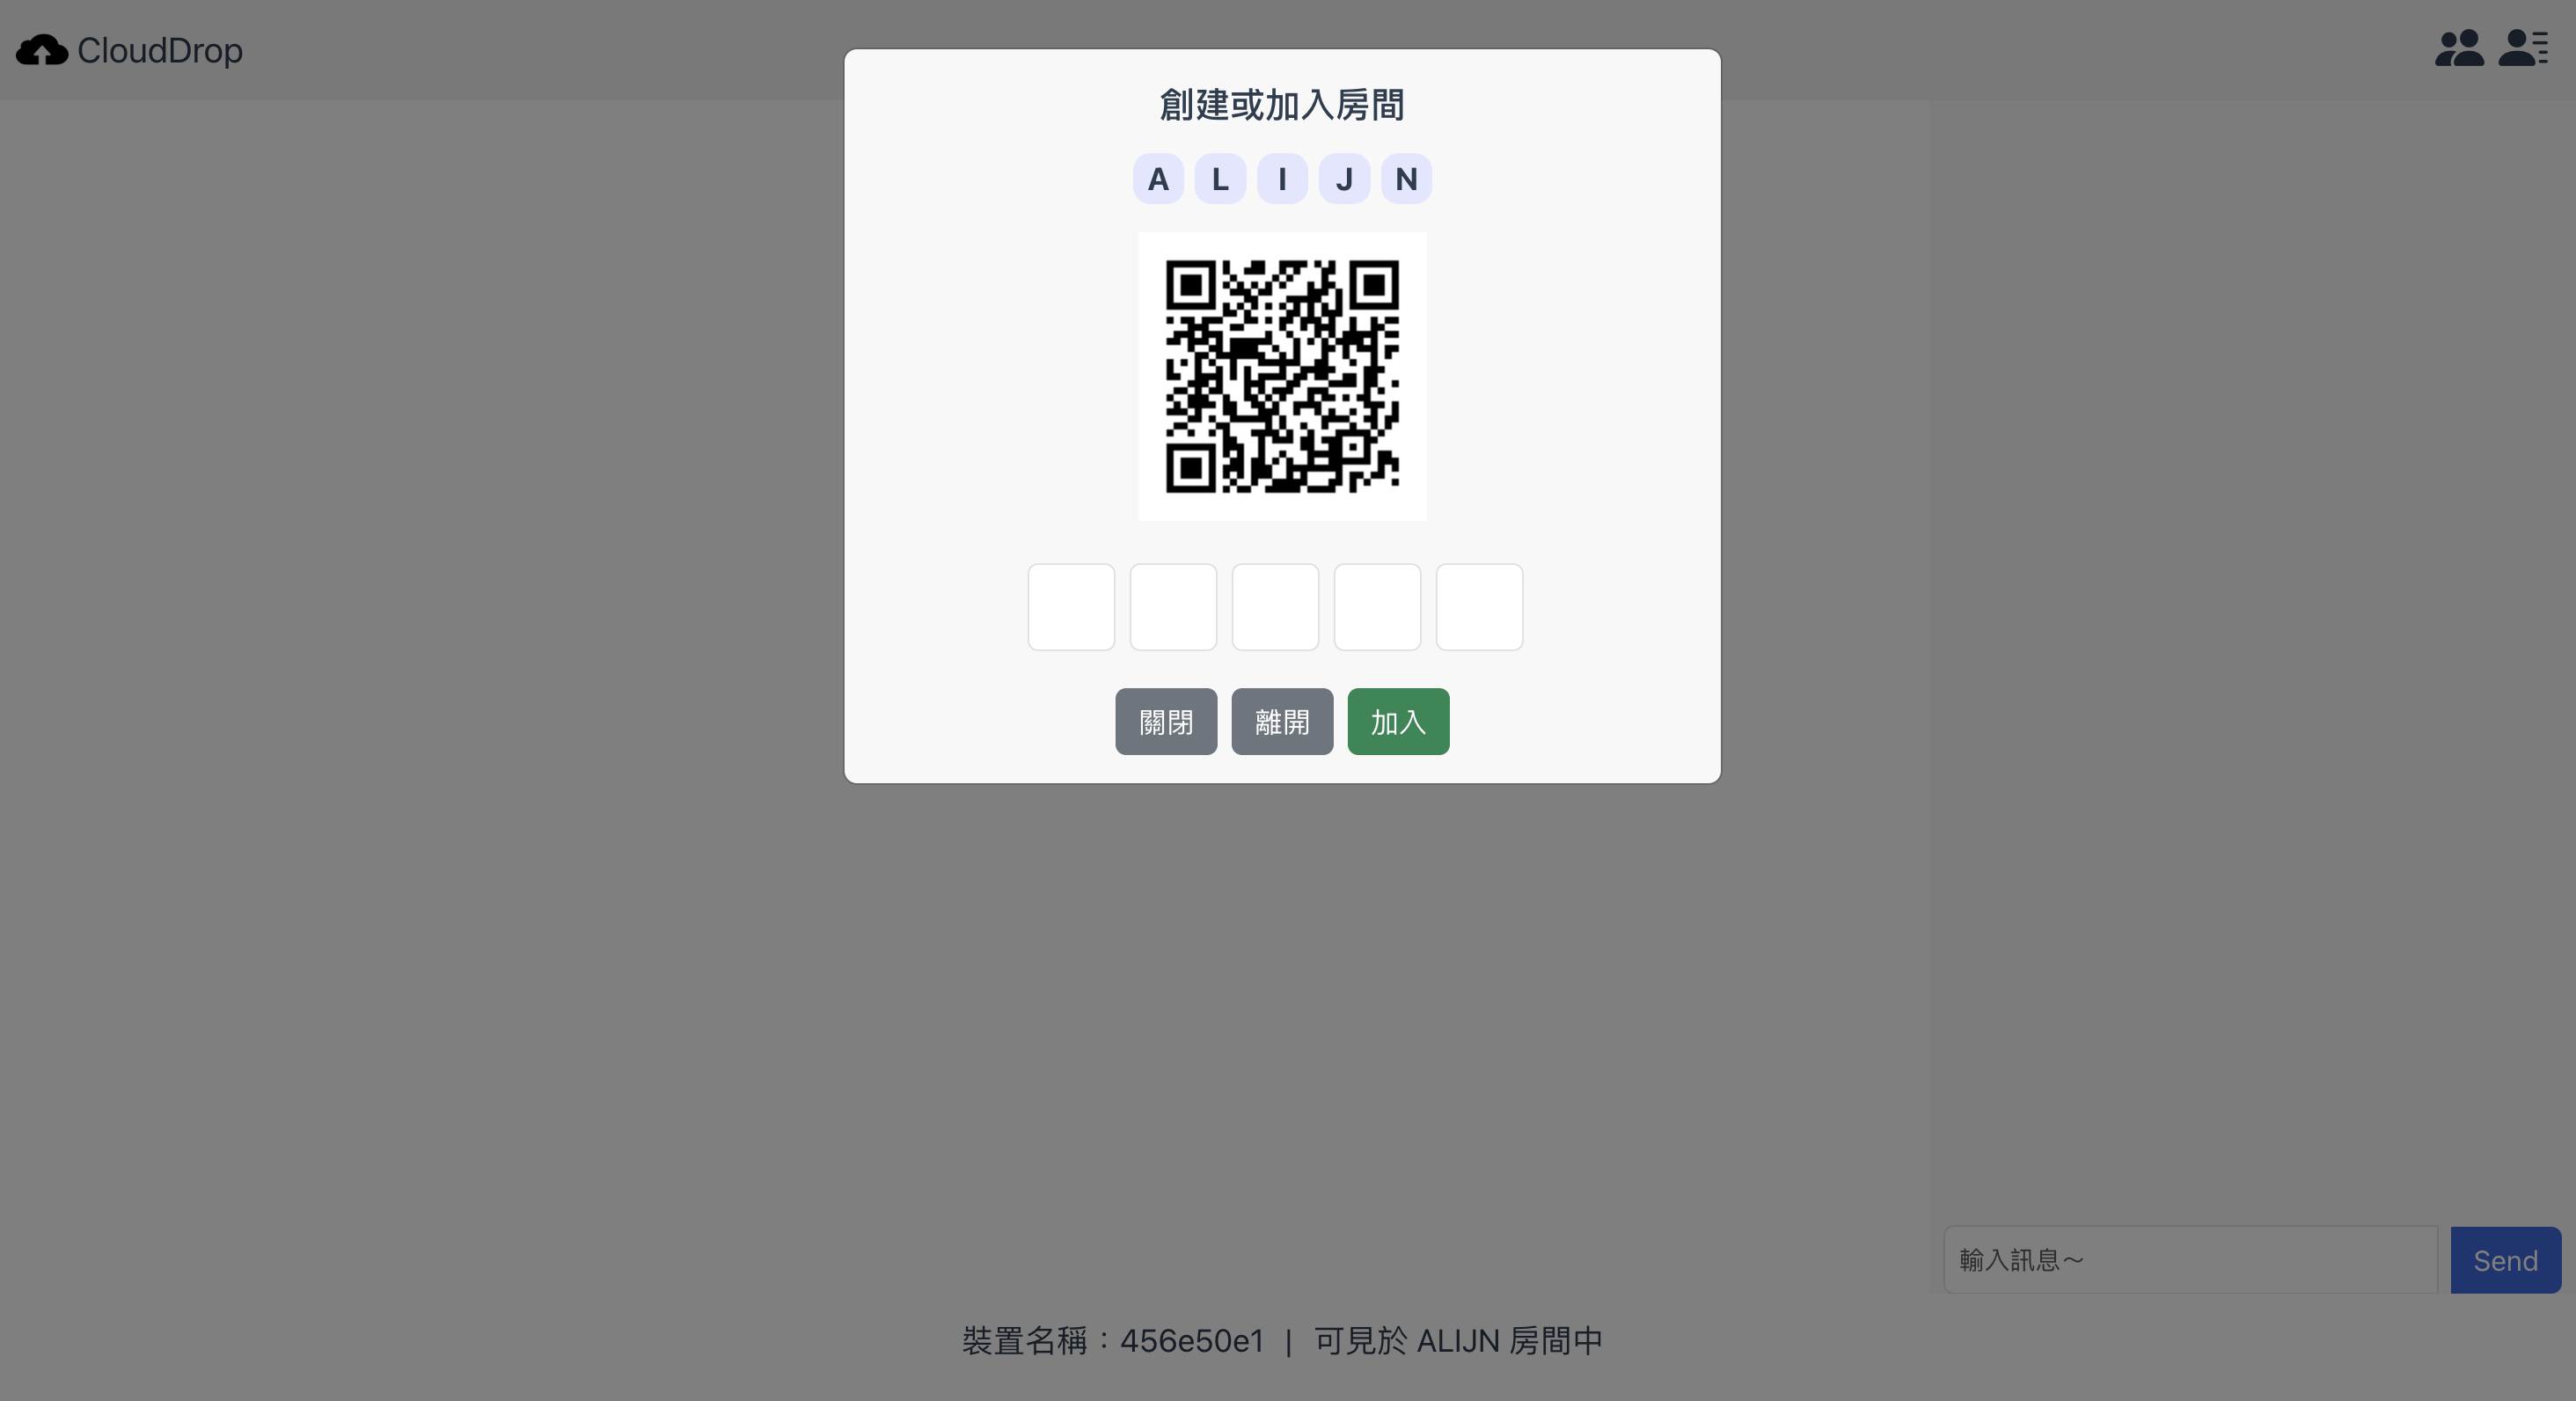 CloudDrop
創建或加入房間
A L I J N
關閉 離開 加入
輸入訊息～ Send
裝置名稱：456e50e1 | 可見於 ALIJN 房間中